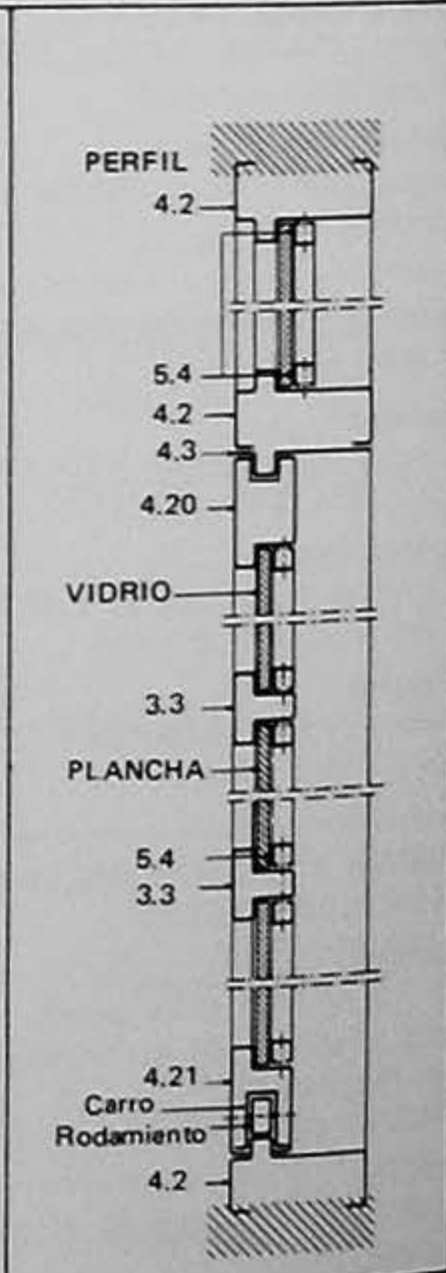 PERFIL
4.2
5.4
4.2
4.3
4.20
VIDRIO
3.3
PLANCHA
5.4
3.3
4.21
Carro
Rodamiento
4.2